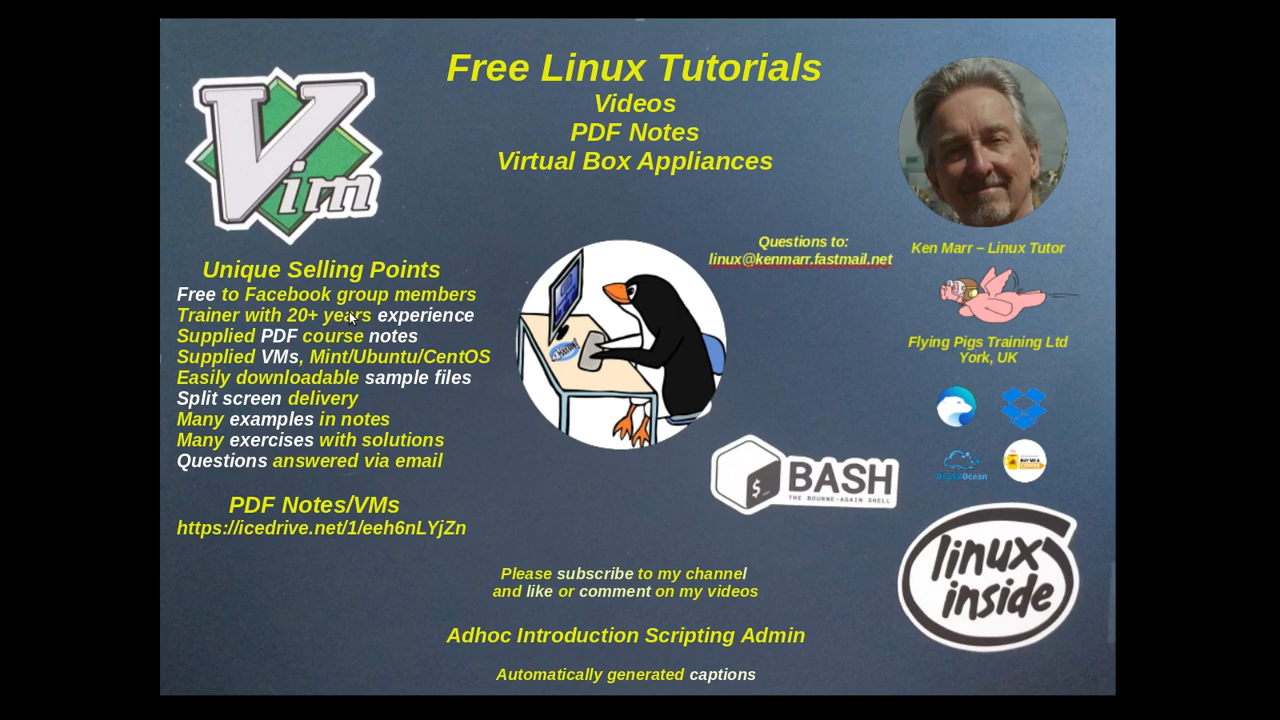 Free Linux Tutorials
Videos
PDF Notes
Virtual Box Appliances
Vim
Unique Selling Points
Free to Facebook group members
Trainer with 20+ years experience
Supplied PDF course notes
Supplied VMs, Mint/Ubuntu/CentOS
Easily downloadable sample files
Split screen delivery
Many examples in notes
Many exercises with solutions
Questions answered via email
PDF Notes/VMs
https://icedrive.net/1/eeh6nLYjZn
Questions to:
linux@kenmarr.fastmail.net
Ken Marr – Linux Tutor
Flying Pigs Training Ltd
York, UK
DigitalOcean
BUY ME A
COFFEE
$
BASH
THE BOURNE-AGAIN SHELL
linux
inside
Please subscribe to my channel
and like or comment on my videos
Adhoc Introduction Scripting Admin
Automatically generated captions